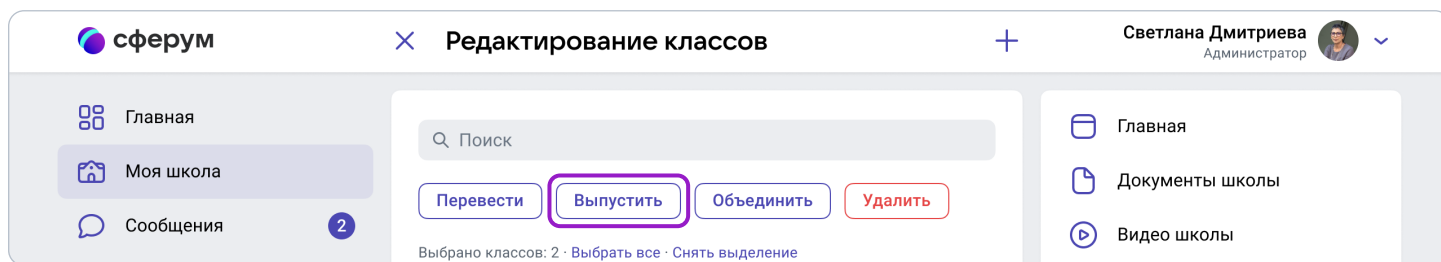 сферум
Редактирование классов
Светлана Дмитриева
Администратор
Главная
Моя школа
Сообщения
2
Поиск
Перевести
Выпустить
Объединить
Удалить
Выбрано классов: 2 · Выбрать все · Снять выделение
Главная
Документы школы
Видео школы